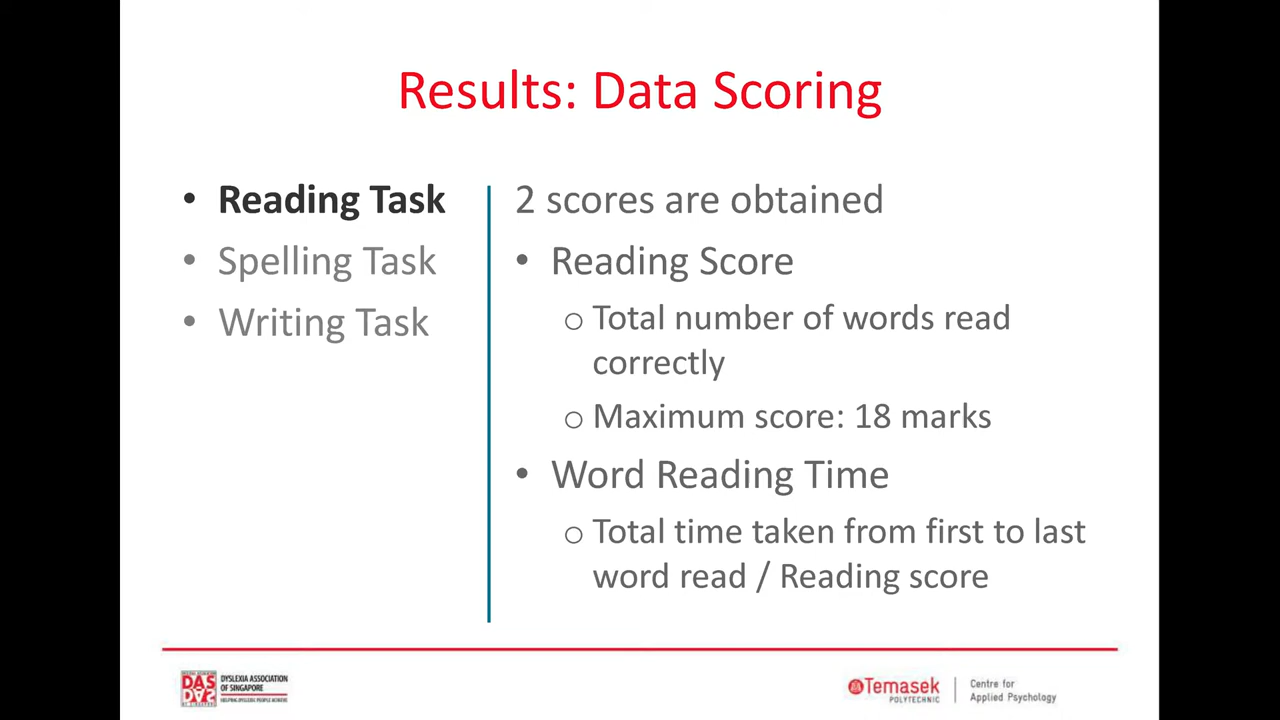 Results: Data Scoring
• Reading Task
• Spelling Task
• Writing Task
2 scores are obtained
• Reading Score
o Total number of words read
correctly
o Maximum score: 18 marks
• Word Reading Time
o Total time taken from first to last
word read / Reading score
DAS
DYSLEXIA ASSOCIATION
OF SINGAPORE
HELPING DYSLEXIC PEOPLE ACHIEVE
Temasek
POLYTECHNIC
Centre for
Applied Psychology